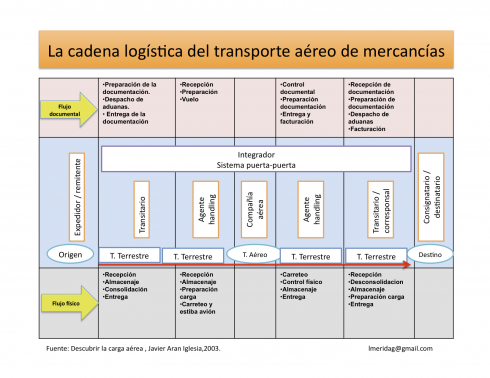 La cadena logística del transporte aéreo de mercancías
Flujo
documental
•Preparación de la
documentación.
•Despacho de
aduanas.
• Entrega de la
documentación
•Recepción
•Preparación
•Vuelo
•Control
documental
•Preparación
documentación
•Entrega y
facturación
•Recepción de
documentación
•Preparación de
documentación
•Despacho de
aduanas
•Facturación
Integrador
Sistema puerta-puerta
Expedidor / remitente
Transitario
Agente
handling
Compañía
aérea
Agente
handling
Transitario /
corresponsal
Consignatario /
destinatario
Origen
T. Terrestre
T. Terrestre
T. Aéreo
T. Terrestre
T. Terrestre
Destino
Flujo físico
•Recepción
•Almacenaje
•Consolidación
•Entrega
•Recepción
•Almacenaje
•Preparación
carga
•Carreteo y
estiba avión
•Carreteo
•Control físico
•Almacenaje
•Entrega
•Recepción
•Desconsolidacion
•Almacenaje
•Preparación carga
•Entrega
Fuente: Descubrir la carga aérea , Javier Aran Iglesia,2003.
lmeridag@gmail.com